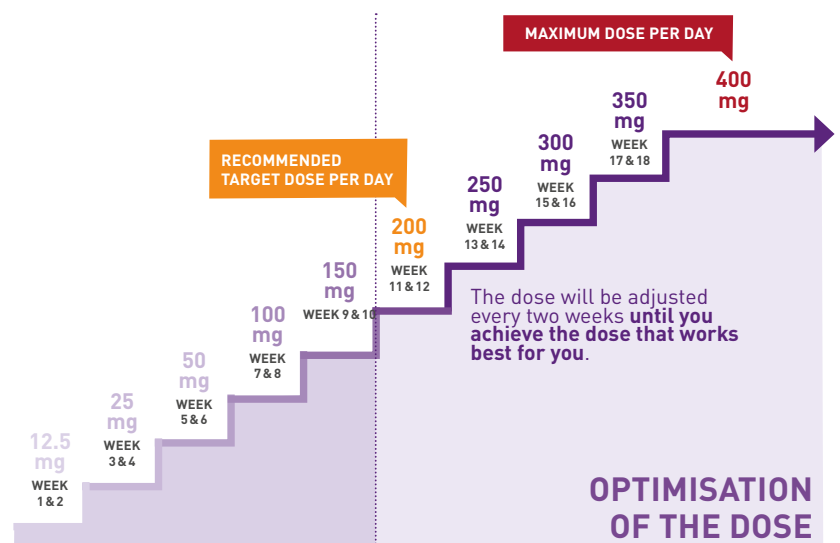 12.5
mg
WEEK
1 & 2
25
mg
WEEK
3 & 4
50
mg
WEEK
5 & 6
100
mg
WEEK
7 & 8
150
mg
WEEK 9 & 10
RECOMMENDED
TARGET DOSE PER DAY
200
mg
WEEK
11 & 12
250
mg
WEEK
13 & 14
300
mg
WEEK
15 & 16
350
mg
WEEK
17 & 18
MAXIMUM DOSE PER DAY
400
mg
The dose will be adjusted
every two weeks until you
achieve the dose that works
best for you.
OPTIMISATION
OF THE DOSE